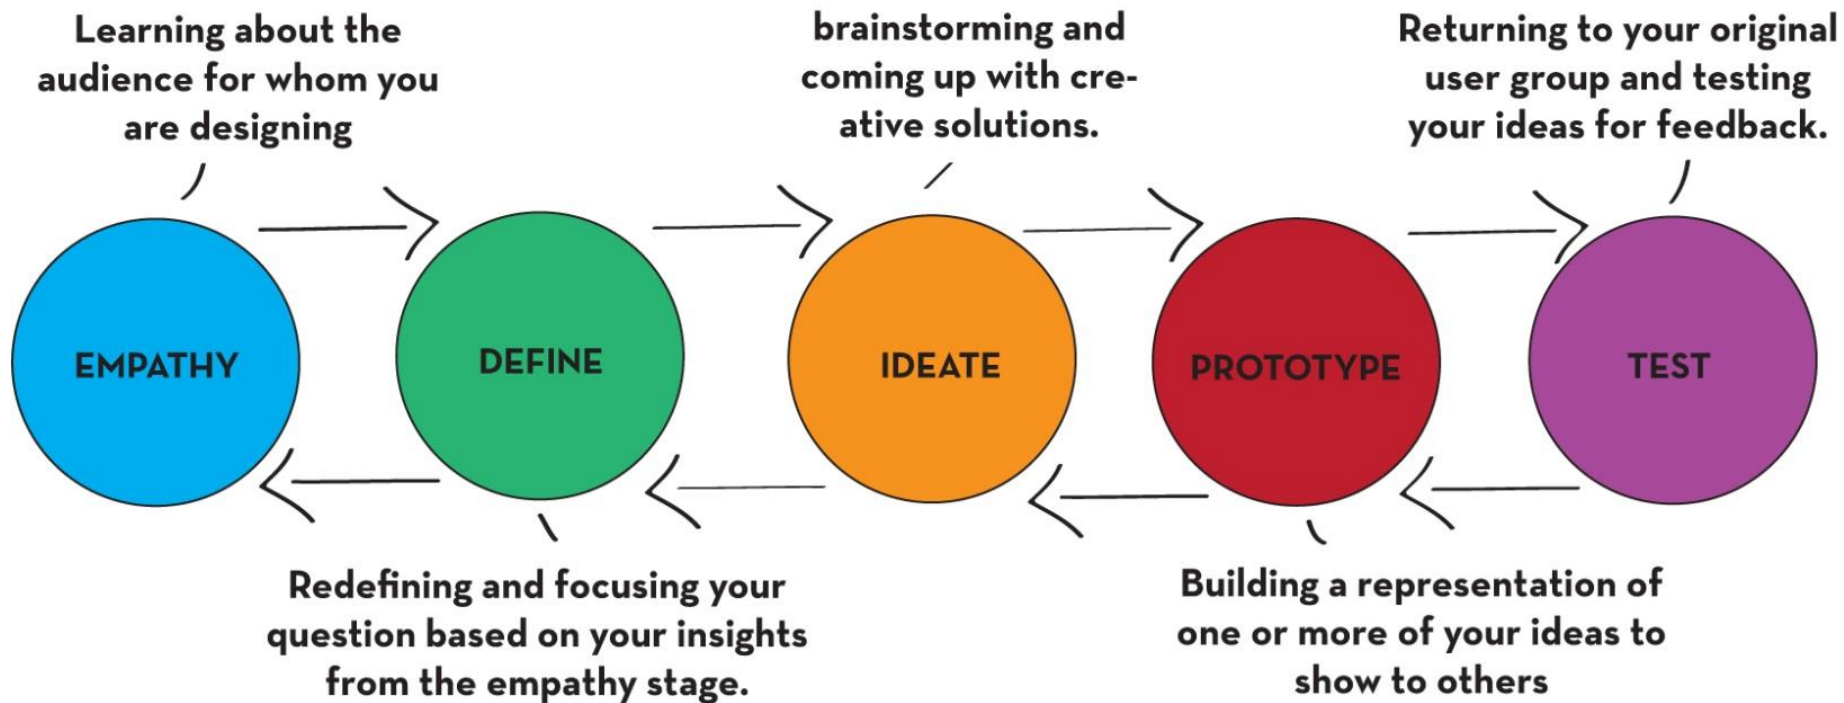 Learning about the
audience for whom you
are designing
brainstorming and
coming up with cre-
ative solutions.
Returning to your original
user group and testing
your ideas for feedback.
EMPATHY
DEFINE
IDEATE
PROTOTYPE
TEST
Redefining and focusing your
question based on your insights
from the empathy stage.
Building a representation of
one or more of your ideas to
show to others